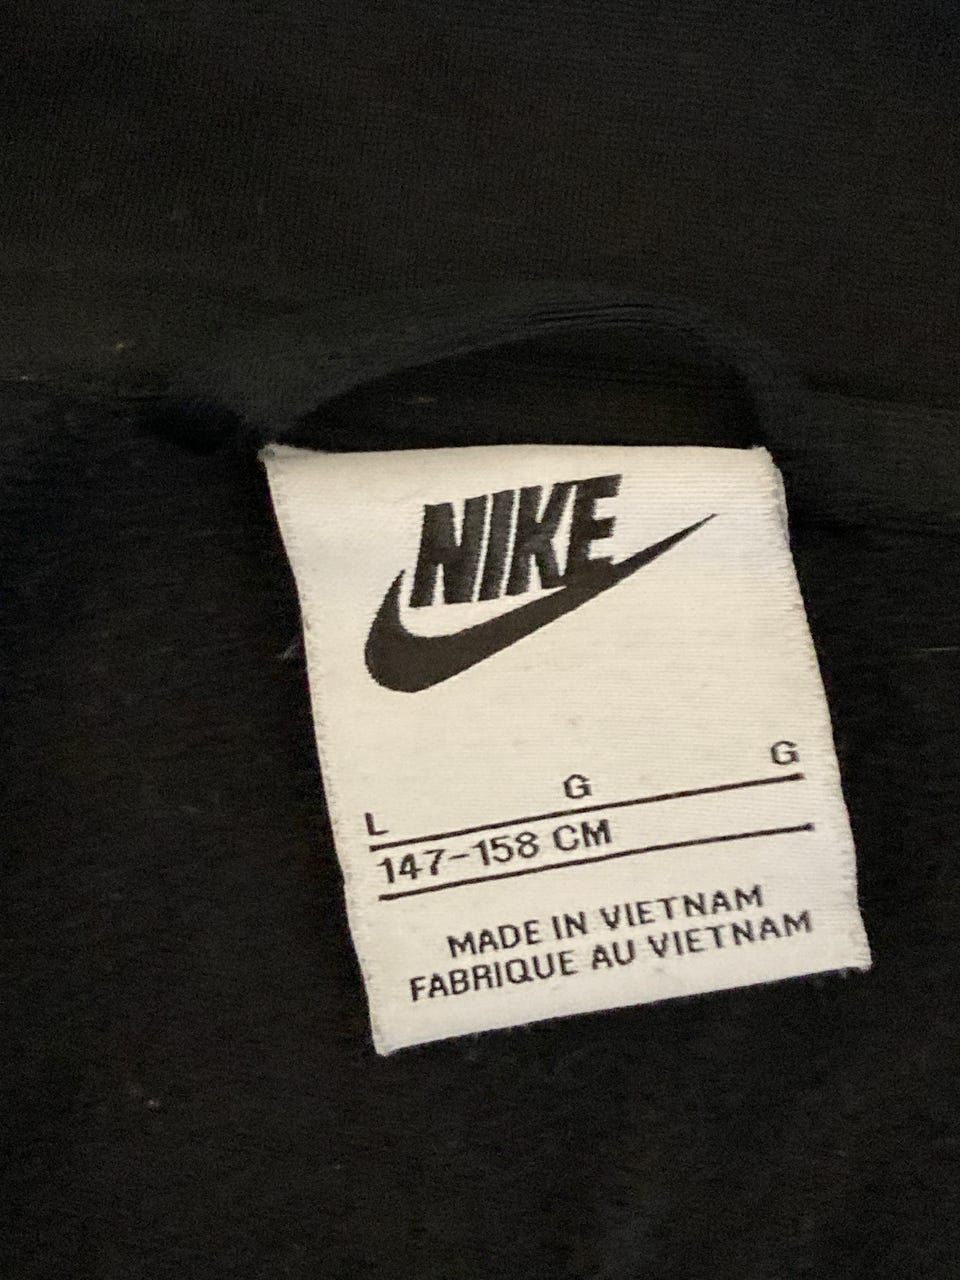 NIKE
L G G
147-158 CM
MADE IN VIETNAM
FABRIQUE AU VIETNAM